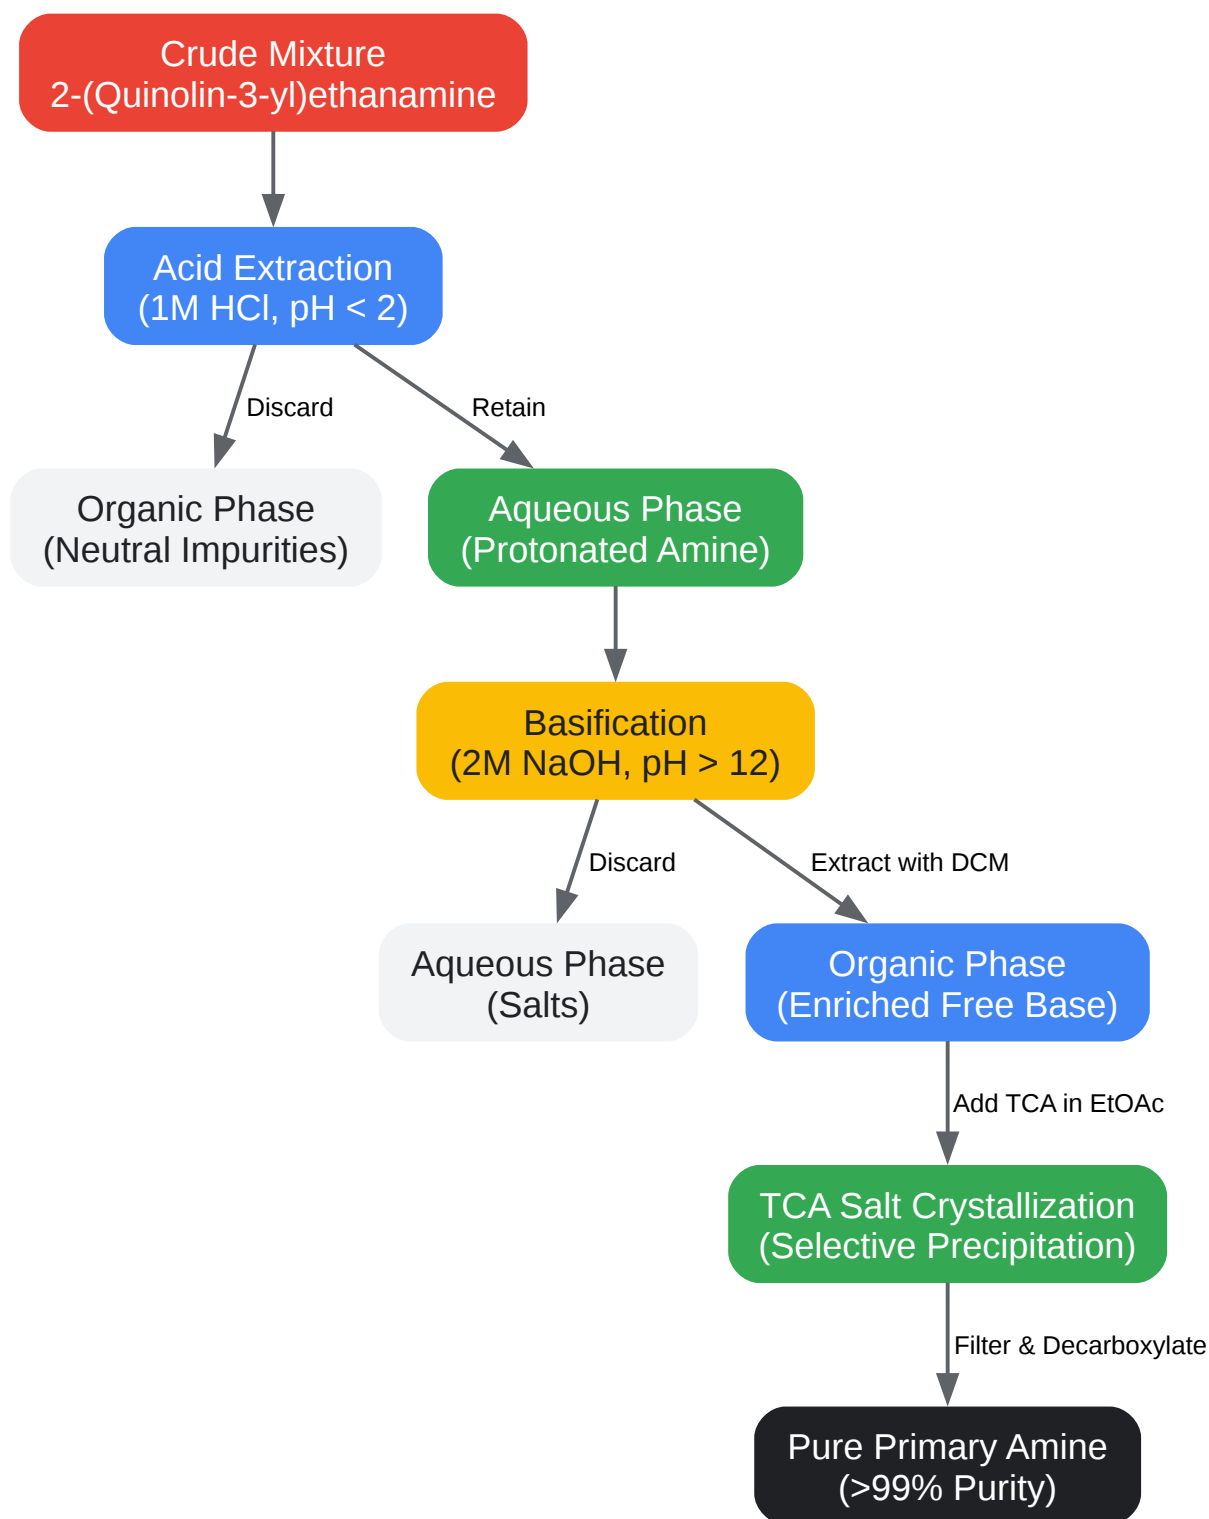 Crude Mixture
2-(Quinolin-3-yl)ethanamine
Acid Extraction
(1M HCl, pH < 2)
Discard
Retain
Organic Phase
(Neutral Impurities)
Aqueous Phase
(Protonated Amine)
Basification
(2M NaOH, pH > 12)
Discard
Extract with DCM
Aqueous Phase
(Salts)
Organic Phase
(Enriched Free Base)
Add TCA in EtOAc
TCA Salt Crystallization
(Selective Precipitation)
Filter & Decarboxylate
Pure Primary Amine
(>99% Purity)